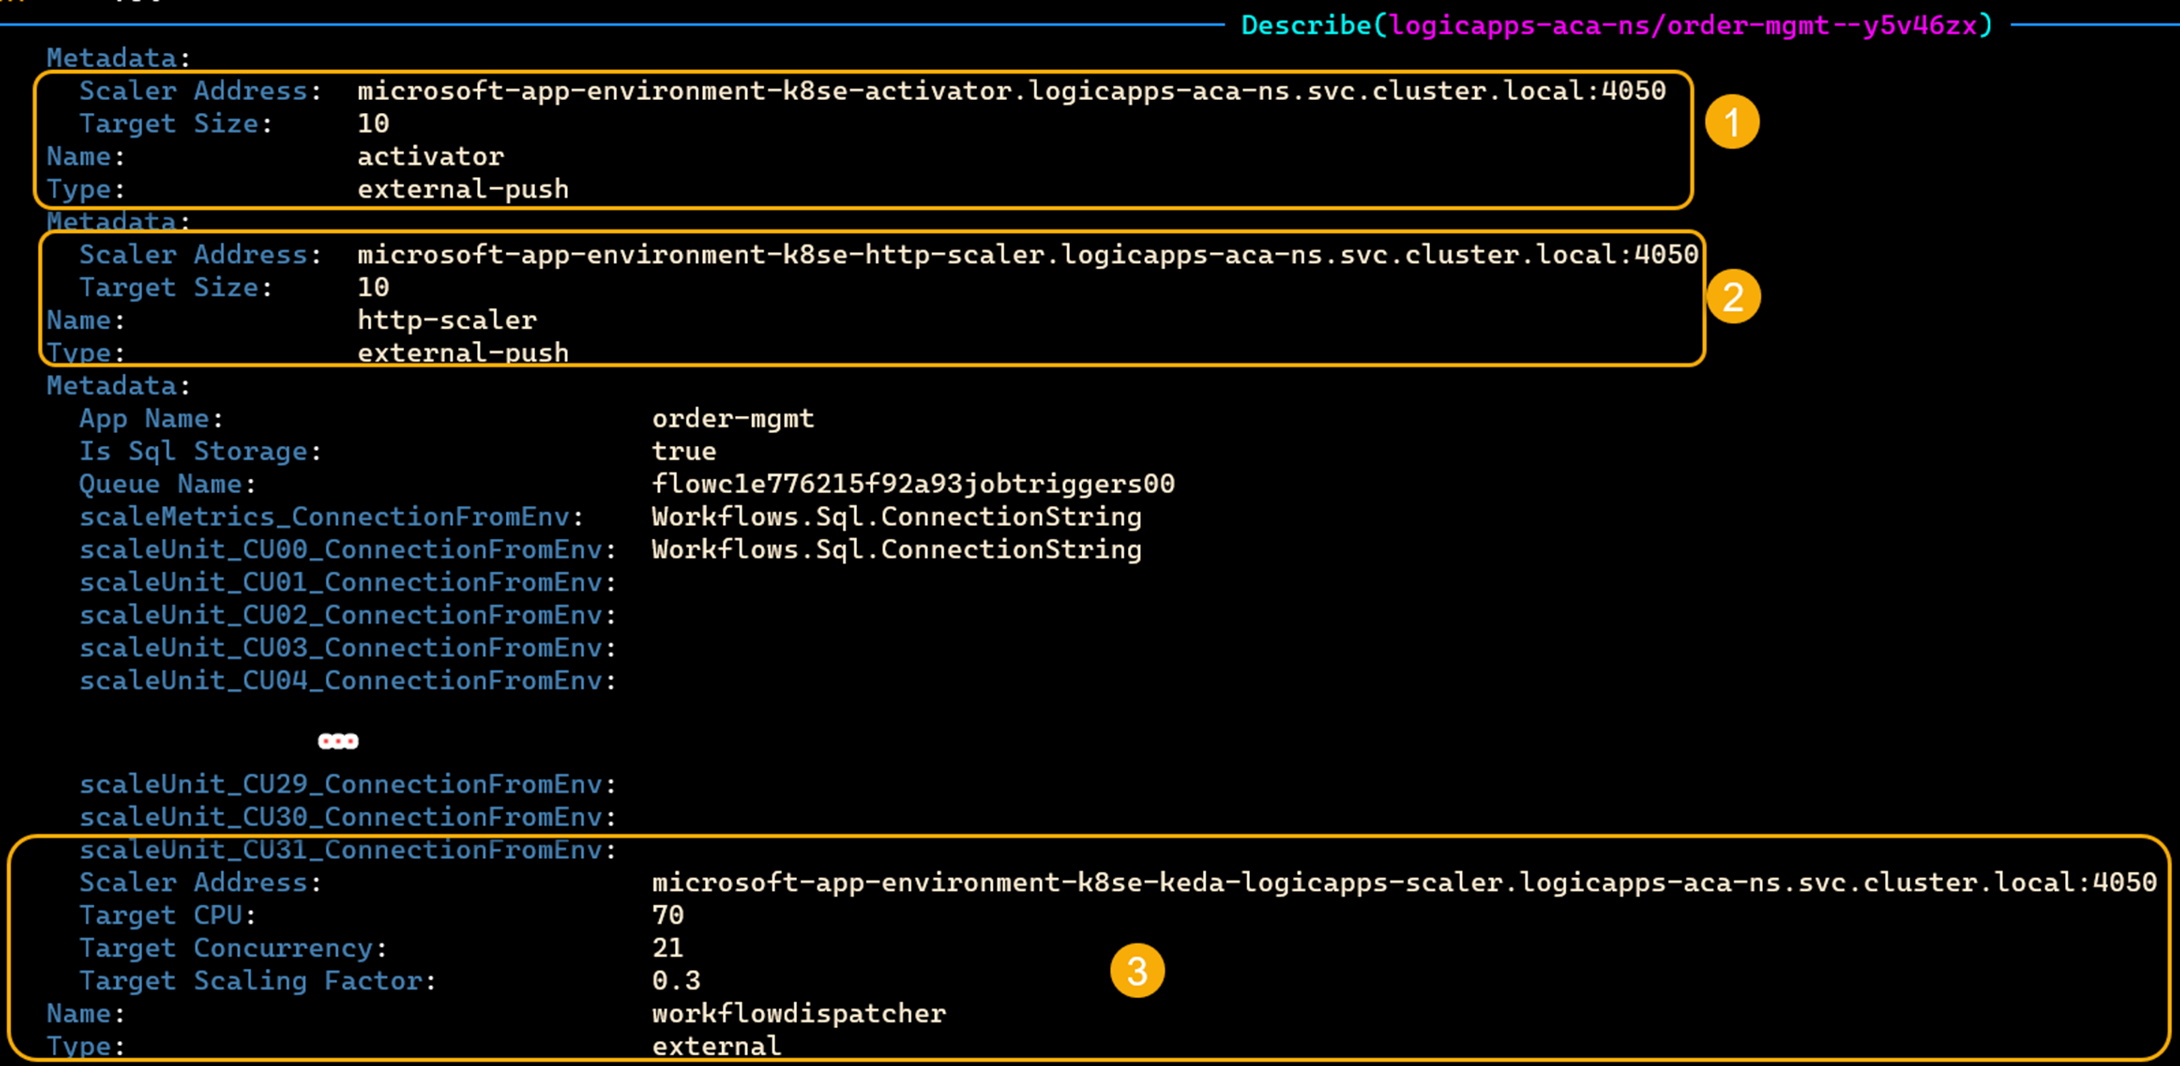 Describe(logicapps-aca-ns/order-mgmt--y5v46zx)
Metadata:
Scaler Address: microsoft-app-environment-k8se-activator.logicapps-aca-ns.svc.cluster.local:4050
Target Size: 10
Name: activator
Type: external-push
1
Metadata:
Scaler Address: microsoft-app-environment-k8se-http-scaler.logicapps-aca-ns.svc.cluster.local:4050
Target Size: 10
Name: http-scaler
Type: external-push
2
Metadata:
App Name: order-mgmt
Is Sql Storage: true
Queue Name: flowc1e776215f92a93jobtriggers00
scaleMetrics_ConnectionFromEnv: Workflows.Sql.ConnectionString
scaleUnit_CU00_ConnectionFromEnv: Workflows.Sql.ConnectionString
scaleUnit_CU01_ConnectionFromEnv:
scaleUnit_CU02_ConnectionFromEnv:
scaleUnit_CU03_ConnectionFromEnv:
scaleUnit_CU04_ConnectionFromEnv:
...
scaleUnit_CU29_ConnectionFromEnv:
scaleUnit_CU30_ConnectionFromEnv:
scaleUnit_CU31_ConnectionFromEnv:
Scaler Address: microsoft-app-environment-k8se-keda-logicapps-scaler.logicapps-aca-ns.svc.cluster.local:4050
Target CPU: 70
Target Concurrency: 21
Target Scaling Factor: 0.3
3
Name: workflowdispatcher
Type: external